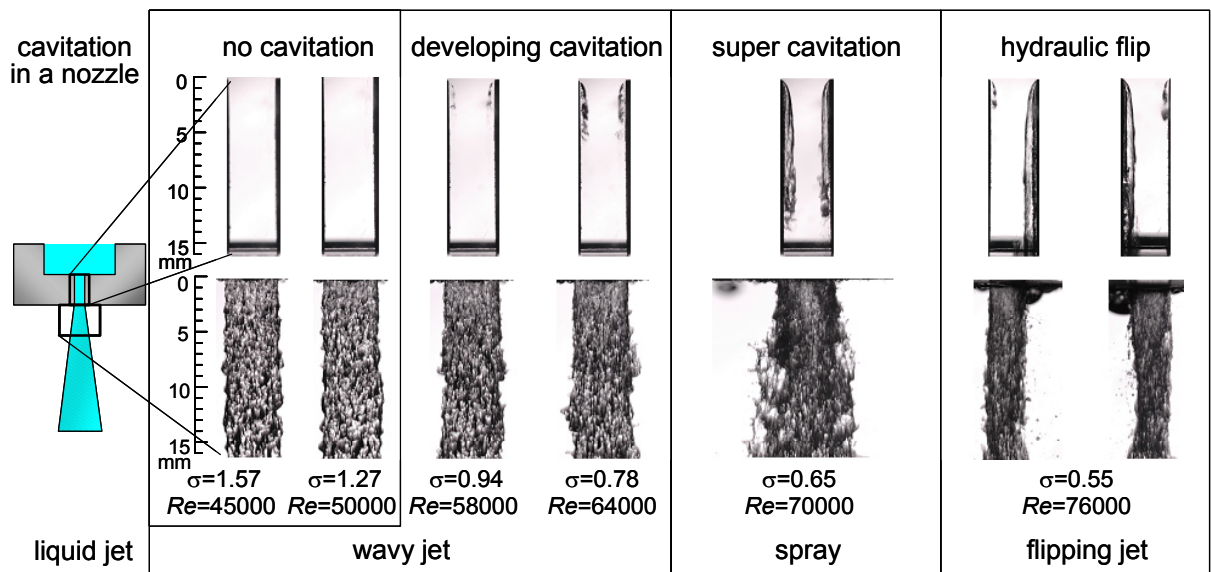 cavitation
in a nozzle
no cavitation
developing cavitation
super cavitation
hydraulic flip
0
5
10
15
mm
0
5
10
15
mm
σ=1.57
Re=45000
σ=1.27
Re=50000
σ=0.94
Re=58000
σ=0.78
Re=64000
σ=0.65
Re=70000
σ=0.55
Re=76000
liquid jet
wavy jet
spray
flipping jet